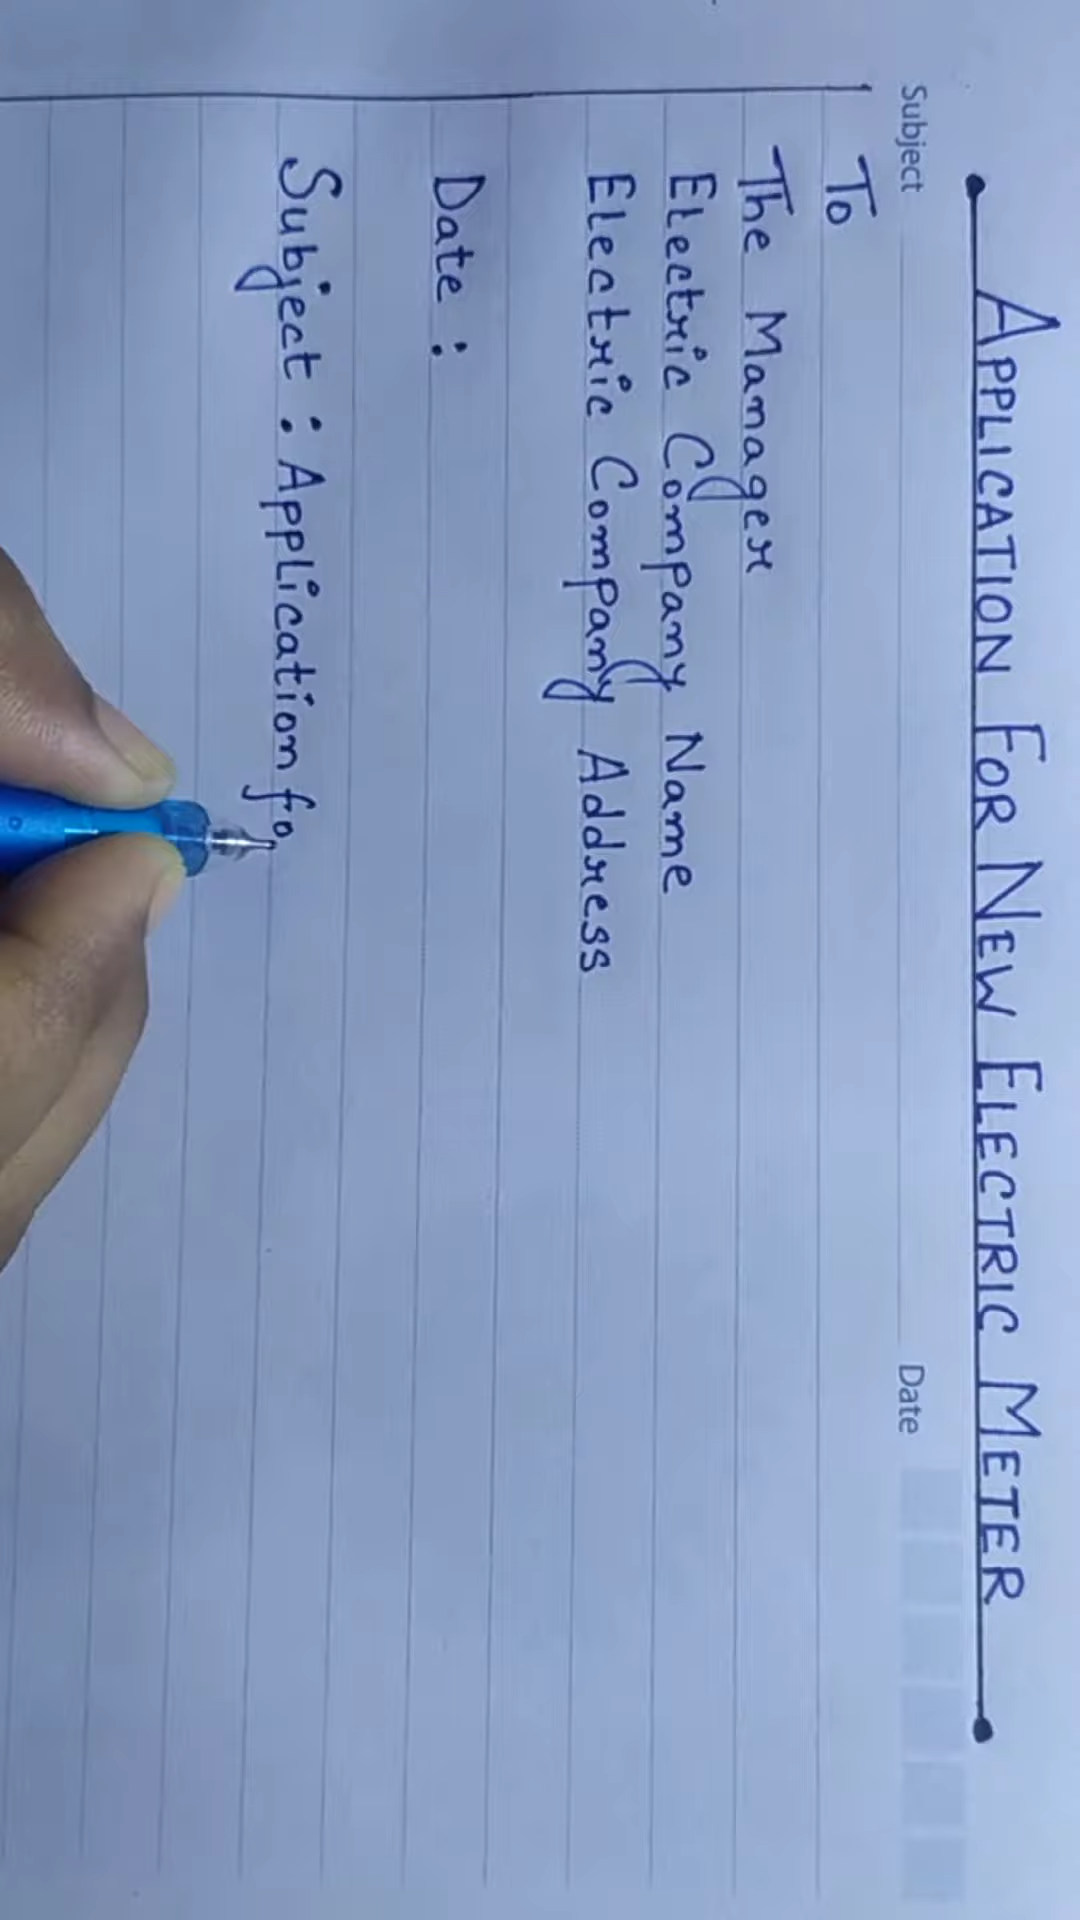 APPLICATION FOR NEW ELECTRIC METER
Subject Date
To
The Manager
Electric Company Name
Electric Company Address
Date :
Subject : Application fo